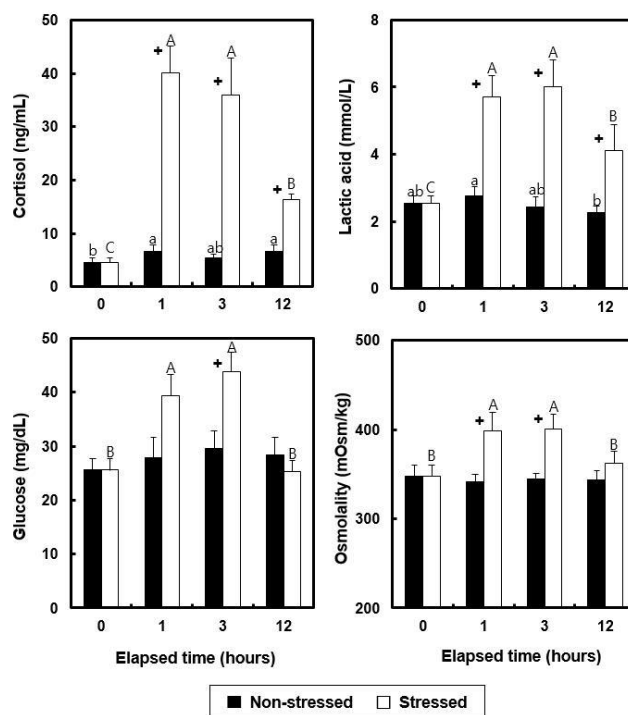 Cortisol (ng/mL)
50
40
30
20
10
0
b C a + A ab + A a + B
0 1 3 12
Lactic acid (mmol/L)
8
6
4
2
0
ab C a + A ab + A b + B
0 1 3 12
Glucose (mg/dL)
50
40
30
20
10
0
B A + A B
0 1 3 12
Elapsed time (hours)
Osmolality (mOsm/kg)
500
400
300
200
B + A + A B
0 1 3 12
Elapsed time (hours)
Non-stressed Stressed